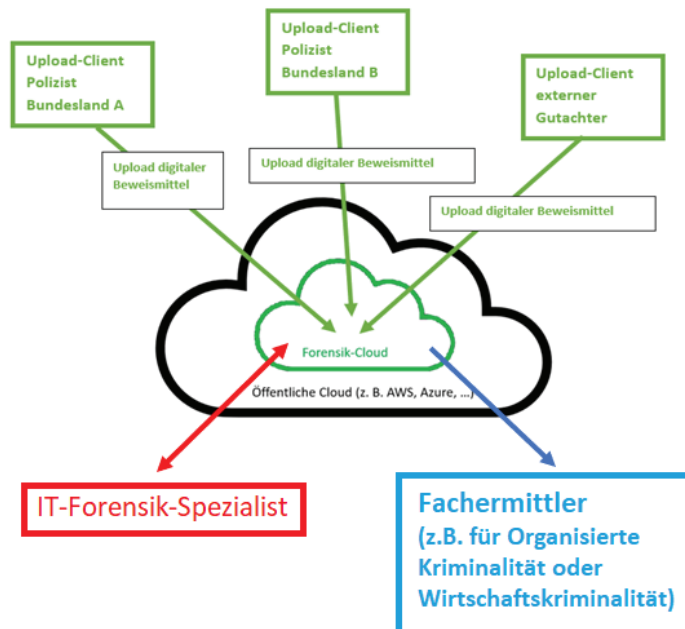 Upload-Client
Polizist
Bundesland A
Upload-Client
Polizist
Bundesland B
Upload-Client
externer
Gutachter
Upload digitaler
Beweismittel
Upload digitaler Beweismittel
Upload digitaler Beweismittel
Forensik-Cloud
Öffentliche Cloud (z. B. AWS, Azure, ...)
IT-Forensik-Spezialist
Fachermittler
(z.B. für Organisierte
Kriminalität oder
Wirtschaftskriminalität)